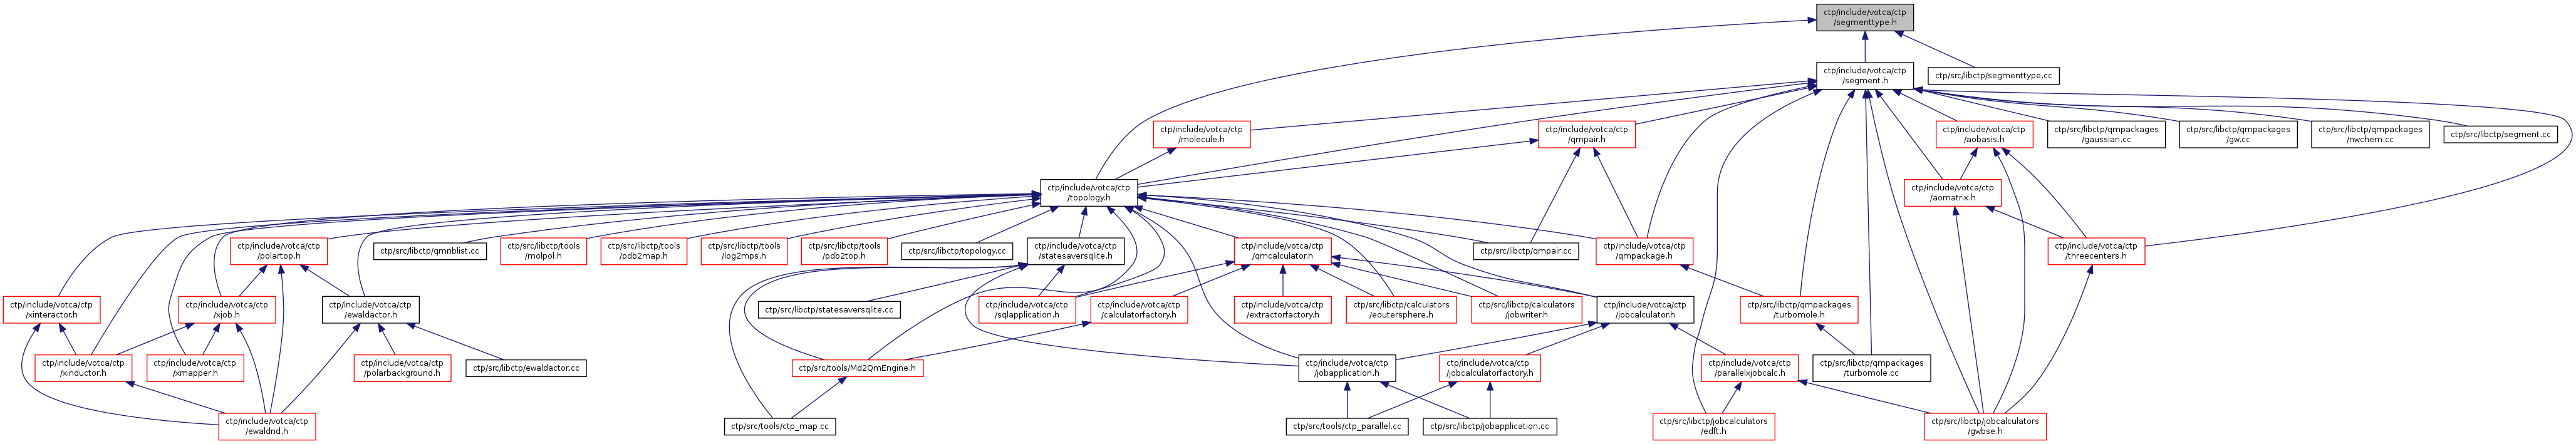 ctp/include/votca/ctp
/segmenttype.h
ctp/include/votca/ctp
/segment.h
ctp/src/libctp/segmenttype.cc
ctp/include/votca/ctp
/molecule.h
ctp/include/votca/ctp
/qmpair.h
ctp/include/votca/ctp
/aobasis.h
ctp/src/libctp/qmpackages
/gaussian.cc
ctp/src/libctp/qmpackages
/gw.cc
ctp/src/libctp/qmpackages
/nwchem.cc
ctp/src/libctp/segment.cc
ctp/include/votca/ctp
/topology.h
ctp/include/votca/ctp
/aomatrix.h
ctp/include/votca/ctp
/polartop.h
ctp/src/libctp/qmnblist.cc
ctp/src/libctp/tools
/molpol.h
ctp/src/libctp/tools
/pdb2map.h
ctp/src/libctp/tools
/log2mps.h
ctp/src/libctp/tools
/pdb2top.h
ctp/src/libctp/topology.cc
ctp/include/votca/ctp
/statesaversqlite.h
ctp/include/votca/ctp
/qmcalculator.h
ctp/src/libctp/qmpair.cc
ctp/include/votca/ctp
/qmpackage.h
ctp/include/votca/ctp
/threecenters.h
ctp/include/votca/ctp
/xinteractor.h
ctp/include/votca/ctp
/xjob.h
ctp/include/votca/ctp
/ewaldactor.h
ctp/src/libctp/statesaversqlite.cc
ctp/include/votca/ctp
/sqlapplication.h
ctp/include/votca/ctp
/calculatorfactory.h
ctp/include/votca/ctp
/extractorfactory.h
ctp/src/libctp/calculators
/eoutersphere.h
ctp/src/libctp/calculators
/jobwriter.h
ctp/include/votca/ctp
/jobcalculator.h
ctp/src/libctp/qmpackages
/turbomole.h
ctp/include/votca/ctp
/xinductor.h
ctp/include/votca/ctp
/xmapper.h
ctp/include/votca/ctp
/polarbackground.h
ctp/src/libctp/ewaldactor.cc
ctp/src/tools/Md2QmEngine.h
ctp/include/votca/ctp
/jobapplication.h
ctp/include/votca/ctp
/jobcalculatorfactory.h
ctp/include/votca/ctp
/parallelxjobcalc.h
ctp/src/libctp/qmpackages
/turbomole.cc
ctp/include/votca/ctp
/ewaldnd.h
ctp/src/tools/ctp_map.cc
ctp/src/tools/ctp_parallel.cc
ctp/src/libctp/jobapplication.cc
ctp/src/libctp/jobcalculators
/edft.h
ctp/src/libctp/jobcalculators
/gwbse.h